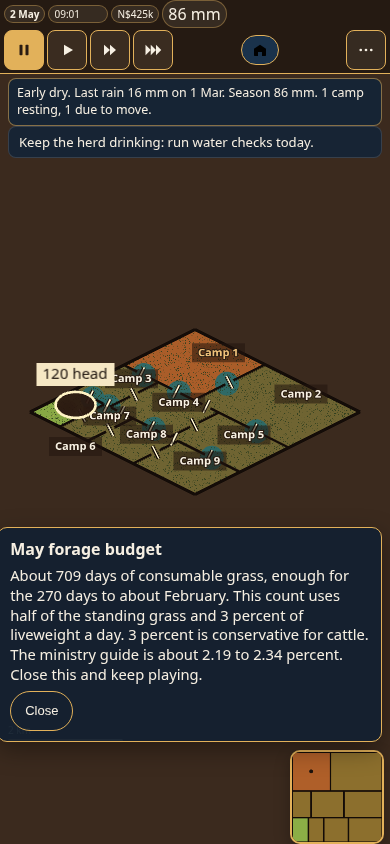 2 May
09:01
N$425k
86 mm
Early dry. Last rain 16 mm on 1 Mar. Season 86 mm. 1 camp
resting, 1 due to move.
Keep the herd drinking: run water checks today.
Camp 1
120 head
Camp 3
Camp 2
Camp 4
Camp 7
Camp 8
Camp 5
Camp 6
Camp 9
May forage budget
About 709 days of consumable grass, enough for
the 270 days to about February. This count uses
half of the standing grass and 3 percent of
liveweight a day. 3 percent is conservative for cattle.
The ministry guide is about 2.19 to 2.34 percent.
Close this and keep playing.
Close